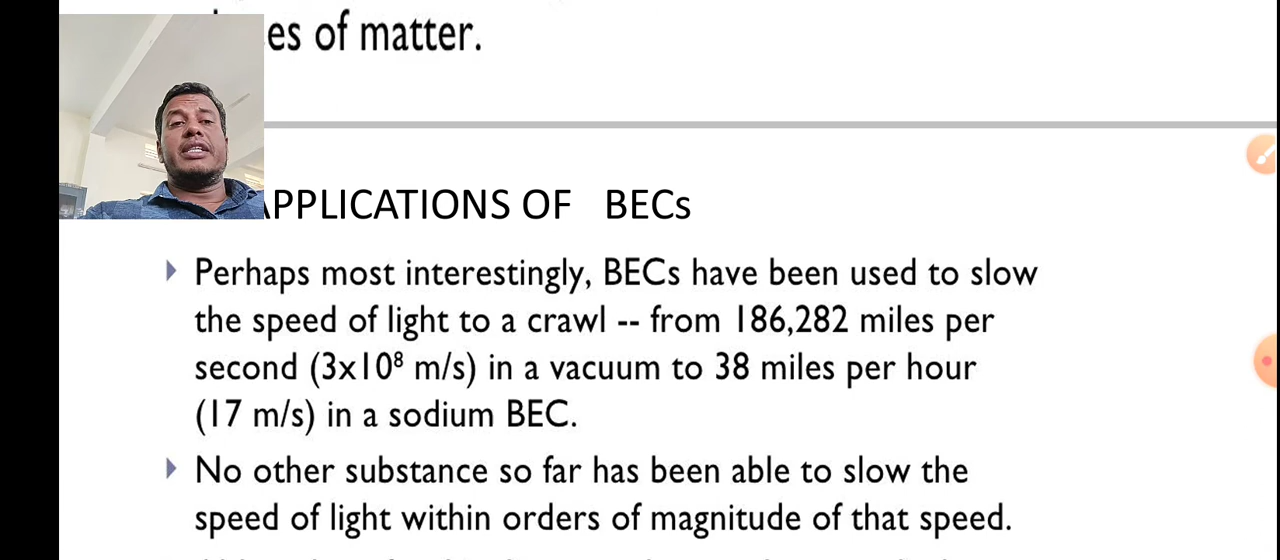 of matter.
APPLICATIONS OF BECs
Perhaps most interestingly, BECs have been used to slow
the speed of light to a crawl -- from 186,282 miles per
second (3x10⁸ m/s) in a vacuum to 38 miles per hour
(17 m/s) in a sodium BEC.
No other substance so far has been able to slow the
speed of light within orders of magnitude of that speed.